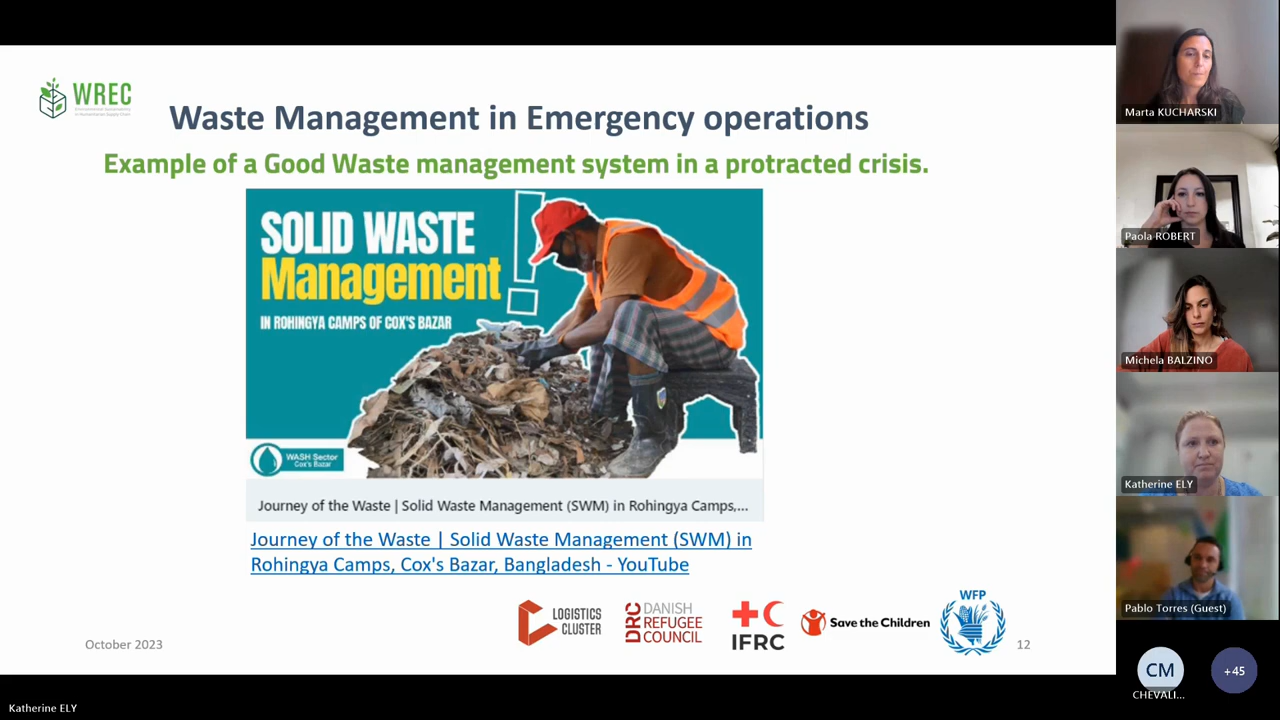 WREC
Waste Management in Emergency operations
Example of a Good Waste management system in a protracted crisis.
SOLID WASTE
Management
IN ROHINGYA CAMPS OF COX'S BAZAR
WASH Sector
Cox's Bazar
Journey of the Waste | Solid Waste Management (SWM) in Rohingya Camps,...
Journey of the Waste | Solid Waste Management (SWM) in
Rohingya Camps, Cox's Bazar, Bangladesh - YouTube
LOGISTICS
CLUSTER
DRC
DANISH
REFUGEE
COUNCIL
IFRC
Save the Children
WFP
October 2023
12
Marta KUCHARSKI
Paola ROBERT
Michela BALZINO
Katherine ELY
Pablo Torres (Guest)
CM
CHEVALI...
+45
Katherine ELY